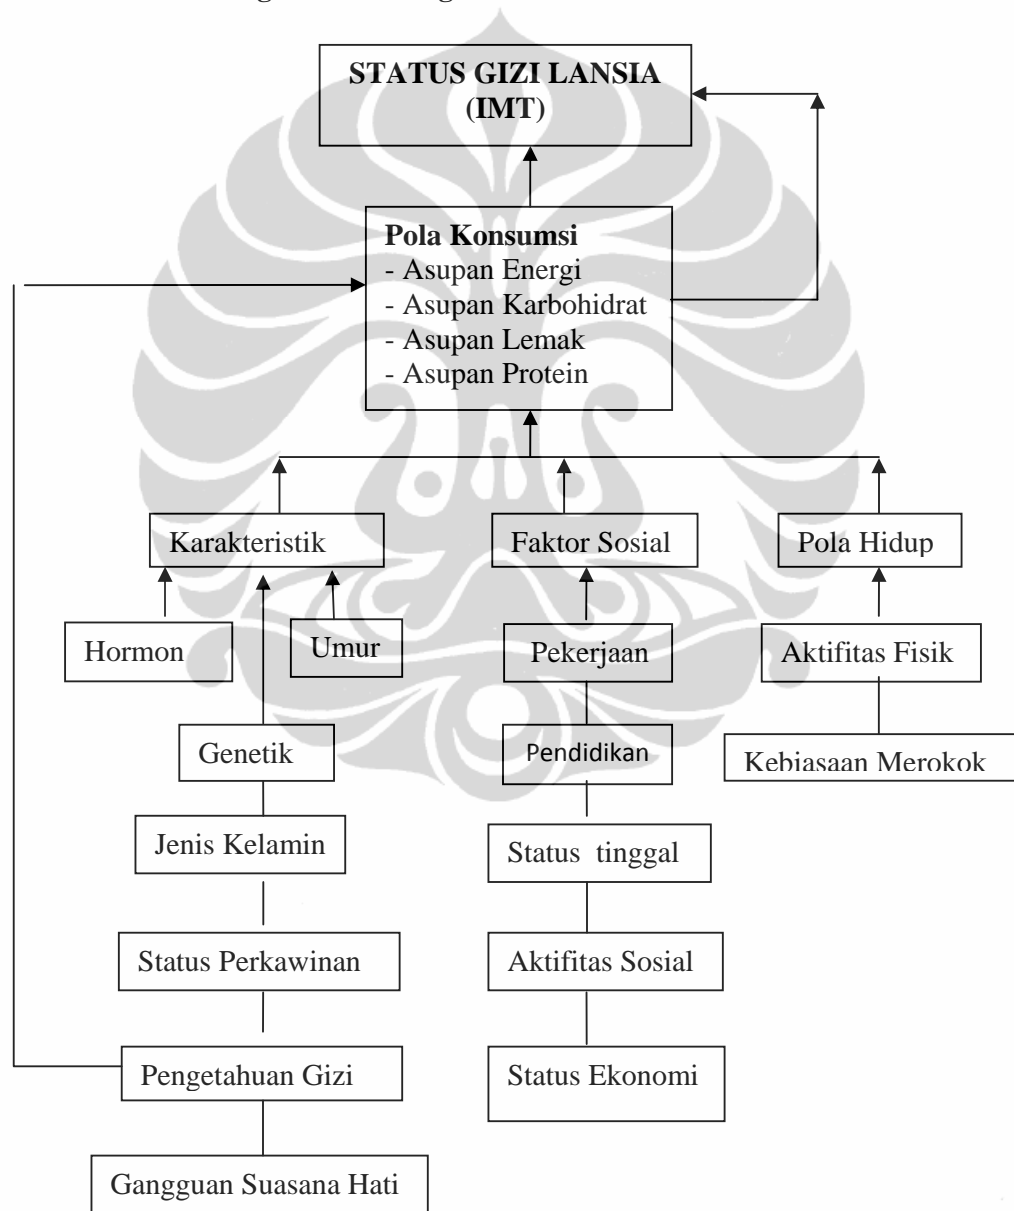 STATUS GIZI LANSIA
(IMT)
Pola Konsumsi
- Asupan Energi
- Asupan Karbohidrat
- Asupan Lemak
- Asupan Protein
Karakteristik
Faktor Sosial
Pola Hidup
Hormon
Umur
Pekerjaan
Aktifitas Fisik
Genetik
Pendidikan
Kebiasaan Merokok
Jenis Kelamin
Status tinggal
Status Perkawinan
Aktifitas Sosial
Pengetahuan Gizi
Status Ekonomi
Gangguan Suasana Hati